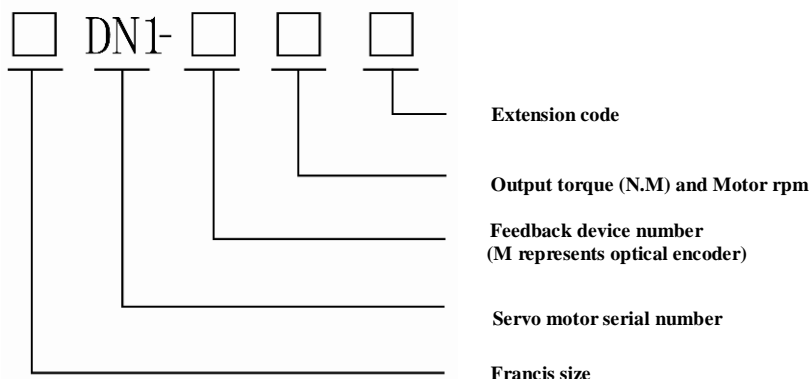 DN1-
Extension code
Output torque (N.M) and Motor rpm
Feedback device number
(M represents optical encoder)
Servo motor serial number
Francis size